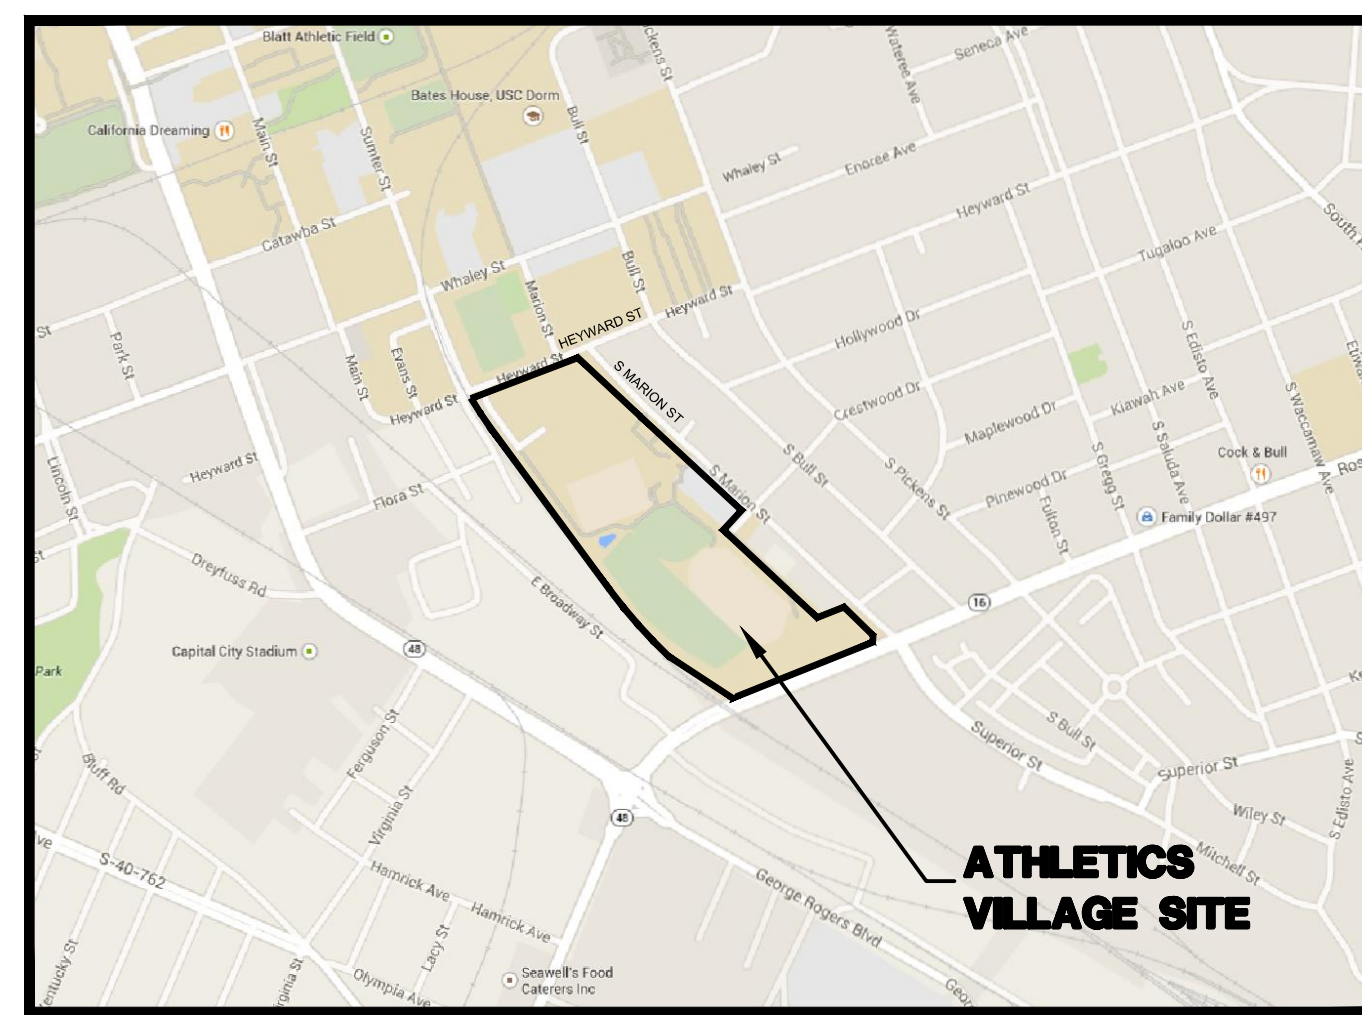 Blatt Athletic Field
Seneca Ave
Wateree Ave
Bates House, USC Dorm
California Dreaming
Main St
Sumter St
Bull St
Whaley St
Enoree Ave
Heyward St
South
Tugaloo Ave
Catawba St
Whaley St
Bull St
Marion St
Heyward St
HEYWARD ST
St
Park St
Main St
Evans St
Heyward St
Hollywood Dr
S Edisto Ave
S MARION ST
Heyward St
Crestwood Dr
Kiawah Ave
S Waccamaw Ave
Maplewood Dr
S Saluda Ave
S Gregg St
Cock & Bull
Lincoln St
Heyward St
S Bull St
S Pickens St
Pinewood Dr
Flora St
S Marion St
Fulton St
Family Dollar #497
Dreyfuss Rd
E Broadway St
16
Capital City Stadium
48
Park
S Bull St
Superior St
Superior St
Ferguson St
Bluff Rd
Virginia St
48
Wiley St
S Edisto Ave
Mitchell St
S-40-762
Hamrick Ave
George Rogers Blvd
ATHLETICS
VILLAGE SITE
Hamrick Ave
Lacy St
Seawell's Food
Caterers Inc
Olympia Ave